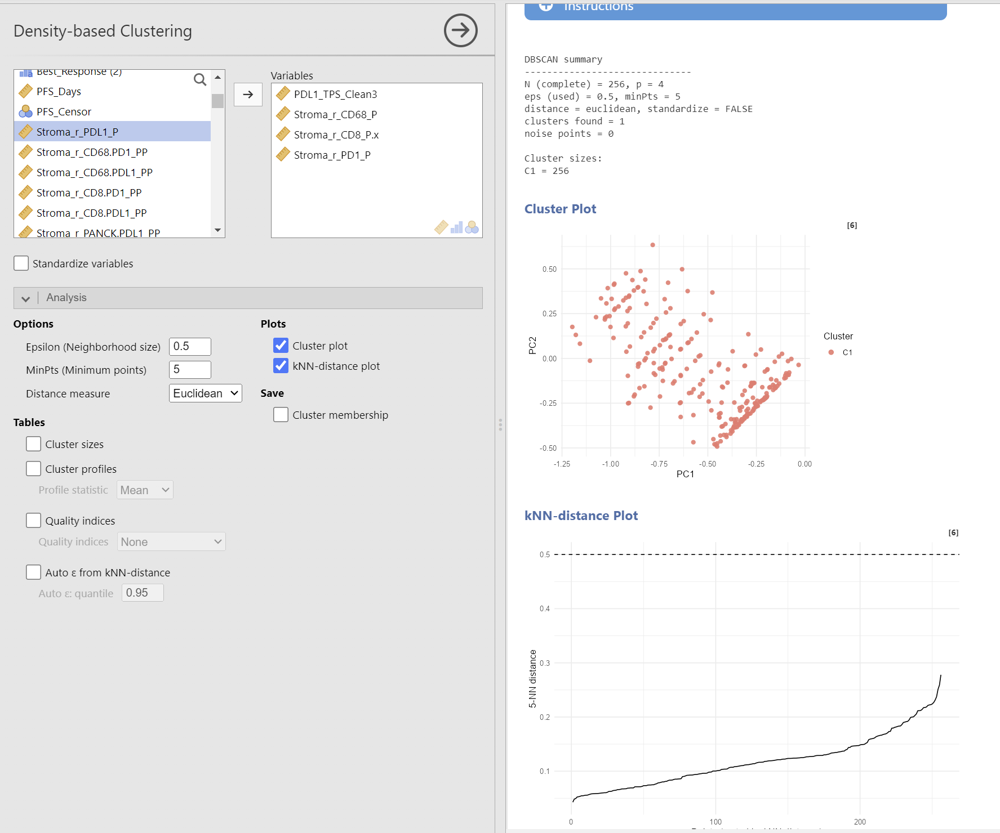 Density-based Clustering
Best_Response (2)
PFS_Days
PFS_Censor
Stroma_r_PDL1_P
Stroma_r_CD68.PD1_PP
Stroma_r_CD68.PDL1_PP
Stroma_r_CD8.PD1_PP
Stroma_r_CD8.PDL1_PP
Stroma_r_PANCK.PDL1_PP
Variables
PDL1_TPS_Clean3
Stroma_r_CD68_P
Stroma_r_CD8_P.x
Stroma_r_PD1_P
Standardize variables
Analysis
Options
Epsilon (Neighborhood size) 0.5
MinPts (Minimum points) 5
Distance measure Euclidean
Tables
Cluster sizes
Cluster profiles
Profile statistic Mean
Quality indices
Quality indices None
Auto ε from kNN-distance
Auto ε: quantile 0.95
Plots
Cluster plot
kNN-distance plot
Save
Cluster membership
Instructions
DBSCAN summary
------------------------------
N (complete) = 256, p = 4
eps (used) = 0.5, minPts = 5
distance = euclidean, standardize = FALSE
clusters found = 1
noise points = 0
Cluster sizes:
C1 = 256
Cluster Plot
[6]
0.50
0.25
0.00
-0.25
-0.50
PC2
-1.25 -1.00 -0.75 -0.50 -0.25 0.00
PC1
Cluster
C1
kNN-distance Plot
[6]
0.5
0.4
0.3
0.2
0.1
5-NN distance
0 100 200